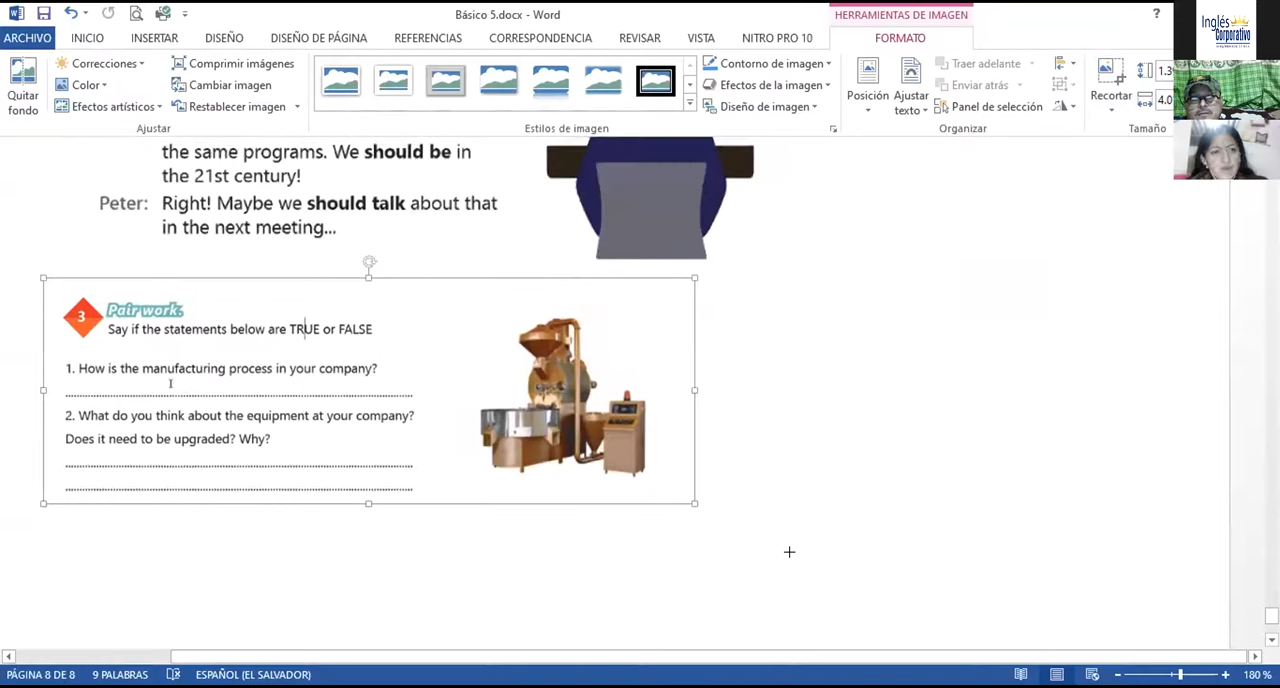 Básico 5.docx - Word
HERRAMIENTAS DE IMAGEN
?
ARCHIVO INICIO INSERTAR DISEÑO DISEÑO DE PÁGINA REFERENCIAS CORRESPONDENCIA REVISAR VISTA NITRO PRO 10 FORMATO
Inglés
Corporativo
Quitar
fondo
Correcciones
Color
Efectos artísticos
Comprimir imágenes
Cambiar imagen
Restablecer imagen
Ajustar
Estilos de imagen
Contorno de imagen
Efectos de la imagen
Diseño de imagen
Posición
Ajustar
texto
Traer adelante
Enviar atrás
Panel de selección
Organizar
Recortar
1.3
4.0
Tamaño
the same programs. We should be in
the 21st century!
Peter: Right! Maybe we should talk about that
in the next meeting...
3 Pair work:
Say if the statements below are TRUE or FALSE
1. How is the manufacturing process in your company?
2. What do you think about the equipment at your company?
Does it need to be upgraded? Why?
PÁGINA 8 DE 8 9 PALABRAS ESPAÑOL (EL SALVADOR) 180 %